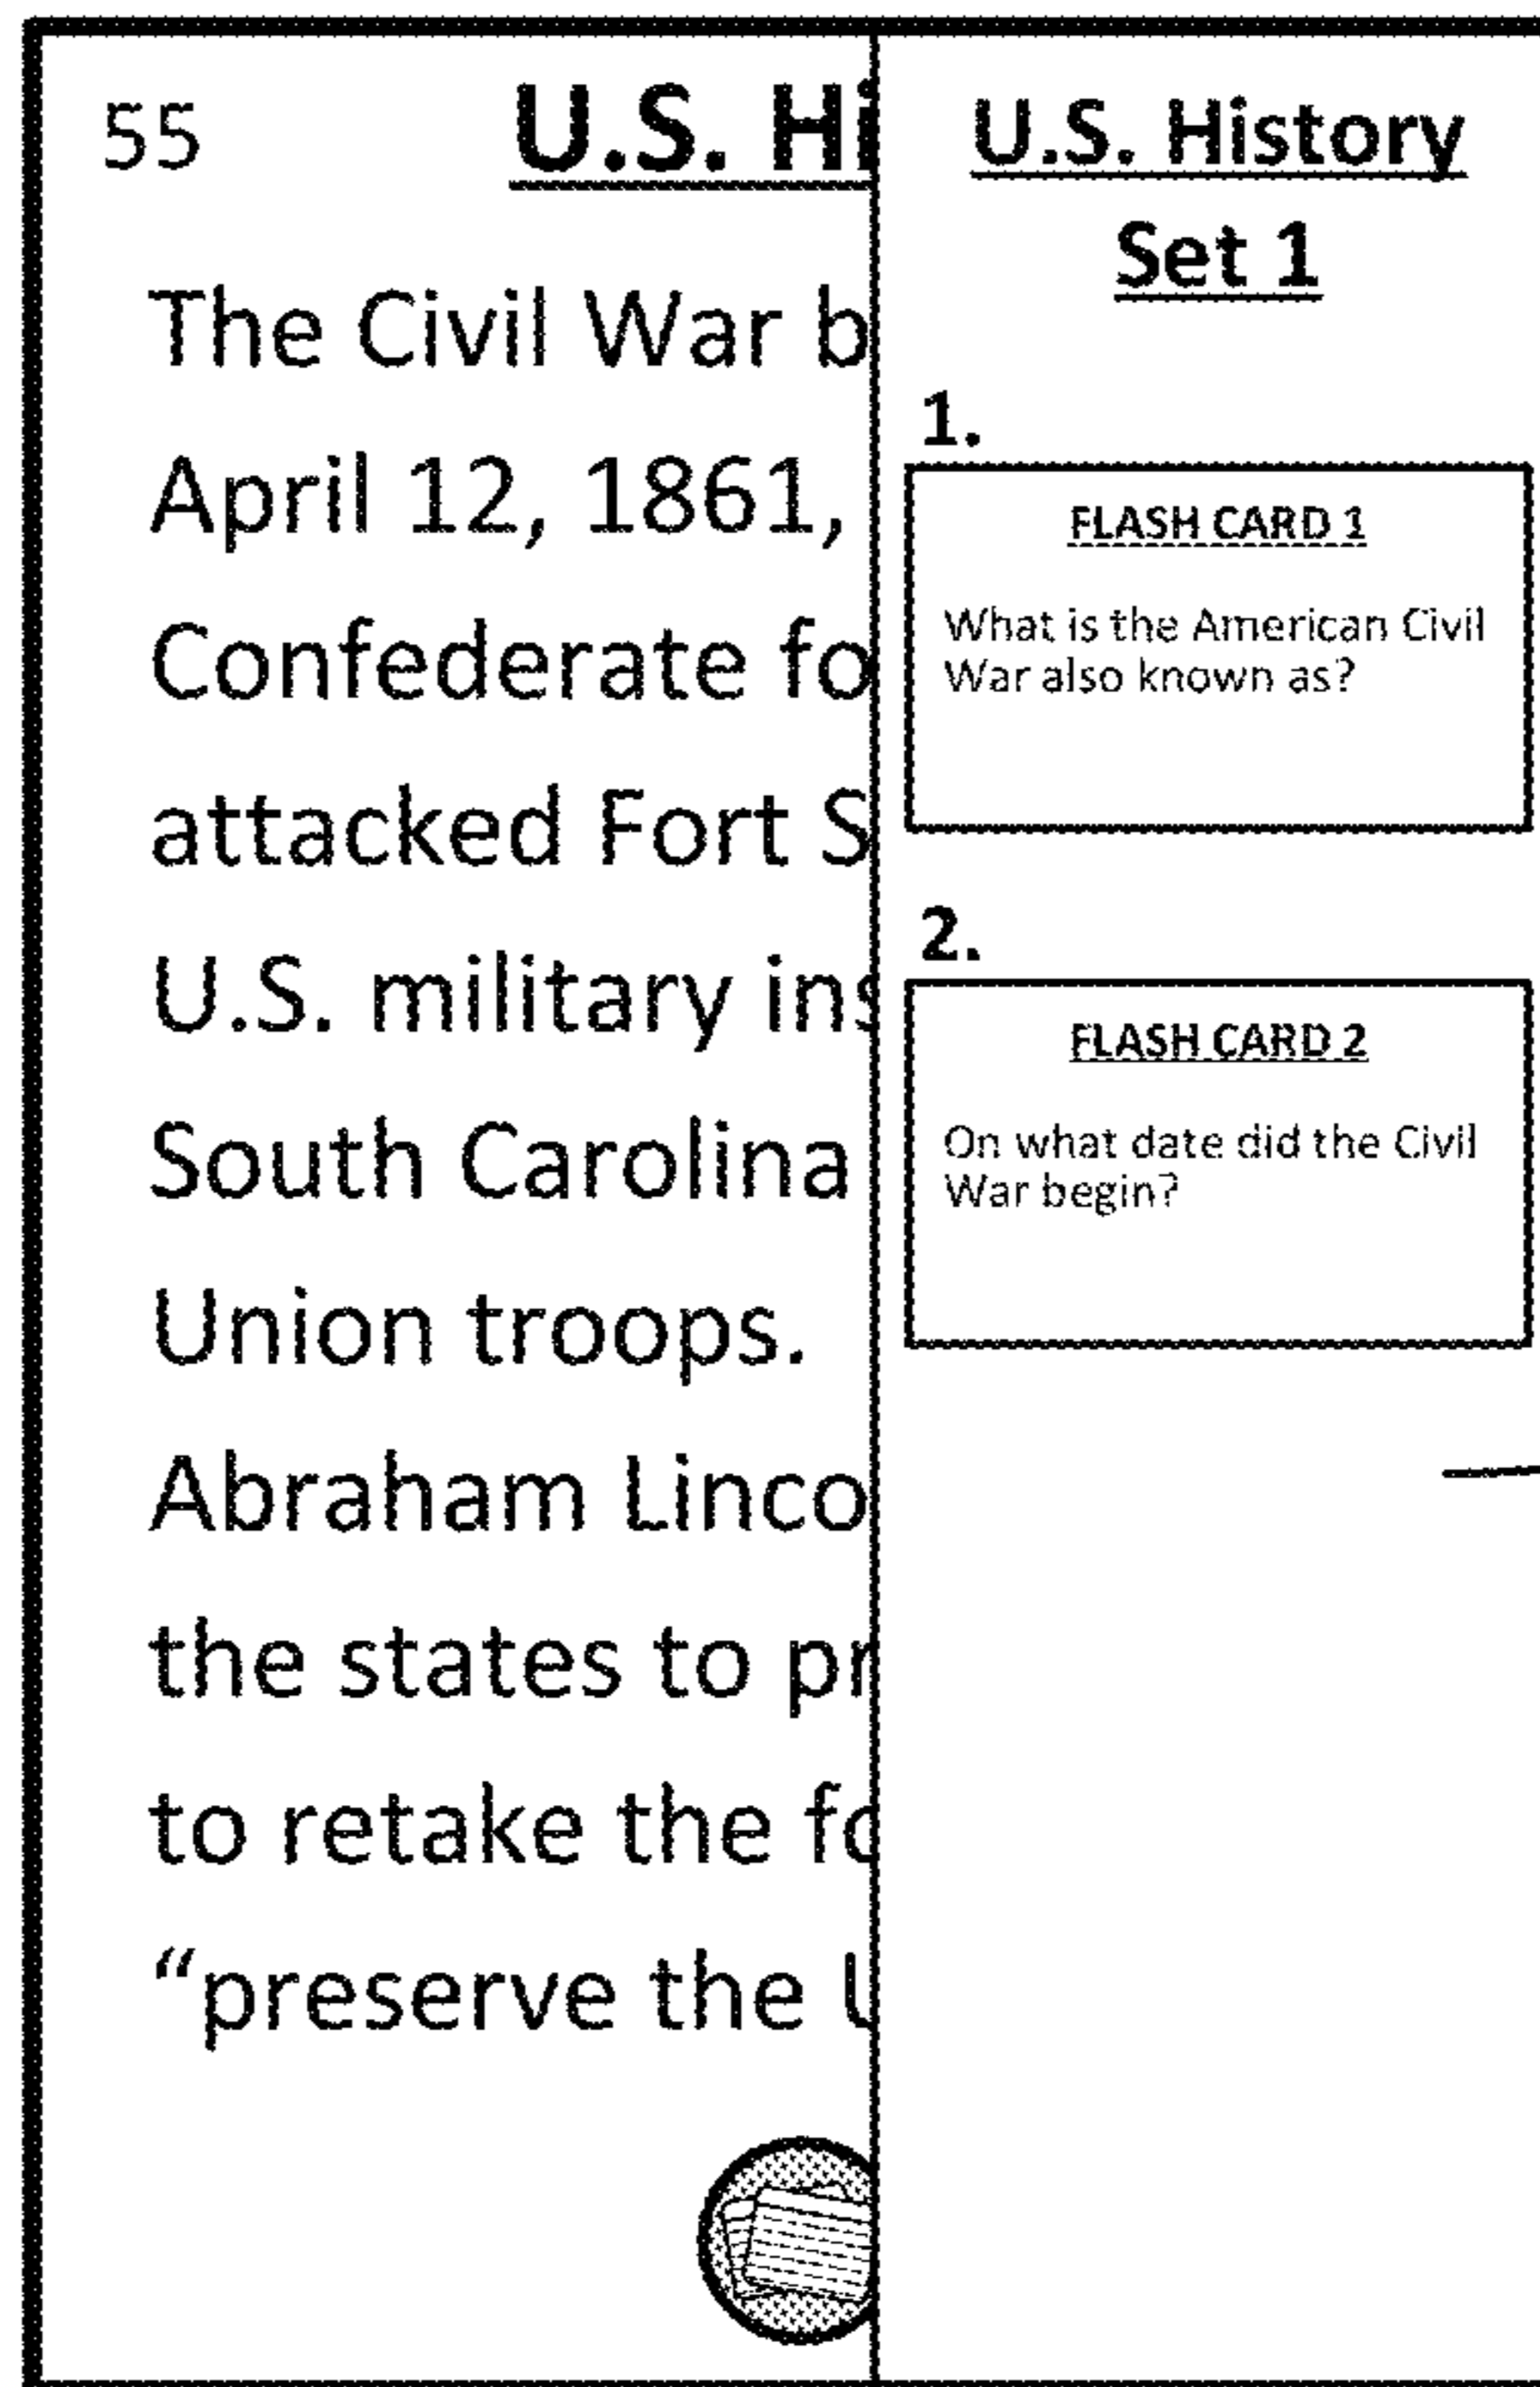 55
U.S. Hi
The Civil War b
April 12, 1861,
Confederate fo
attacked Fort S
U.S. military ins
South Carolina
Union troops.
Abraham Linco
the states to pr
to retake the fo
“preserve the U
U.S. History
Set 1
1.
FLASH CARD 1
What is the American Civil
War also known as?
2.
FLASH CARD 2
On what date did the Civil
War begin?